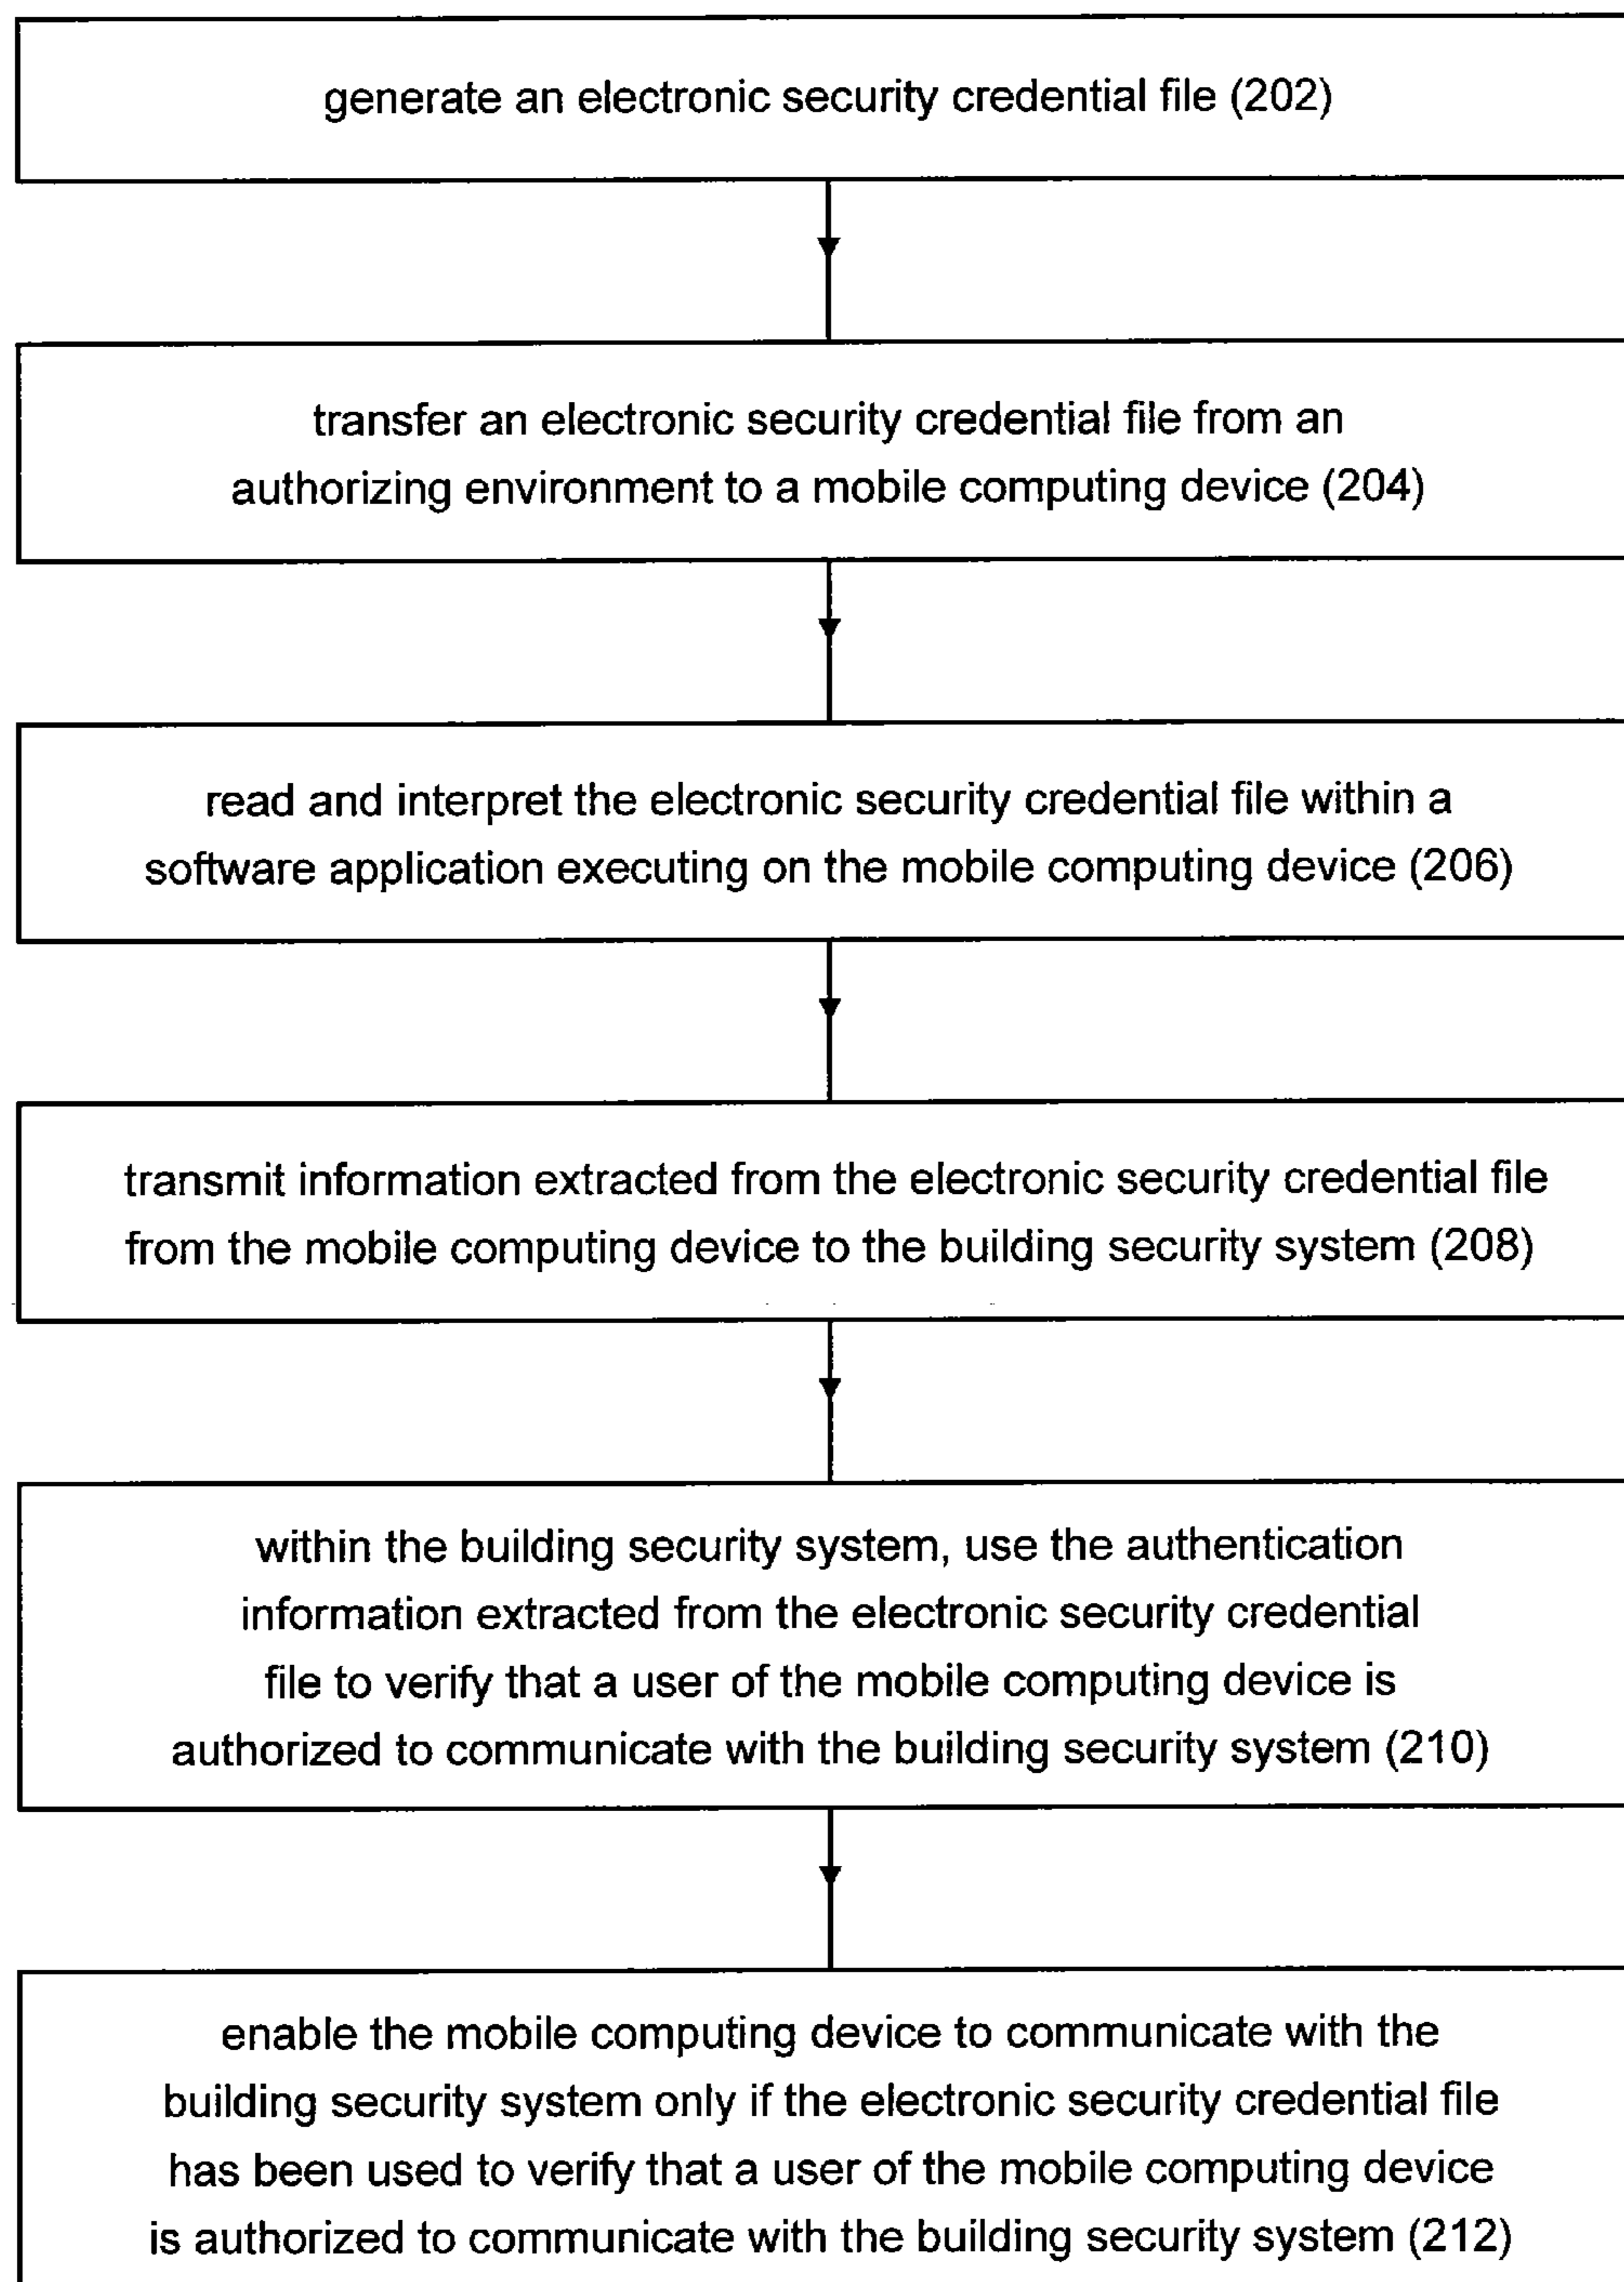 generate an electronic security credential file (202)
transfer an electronic security credential file from an
authorizing environment to a mobile computing device (204)
read and interpret the electronic security credential file within a
software application executing on the mobile computing device (206)
transmit information extracted from the electronic security credential file
from the mobile computing device to the building security system (208)
within the building security system, use the authentication
information extracted from the electronic security credential
file to verify that a user of the mobile computing device is
authorized to communicate with the building security system (210)
enable the mobile computing device to communicate with the
building security system only if the electronic security credential file
has been used to verify that a user of the mobile computing device
is authorized to communicate with the building security system (212)